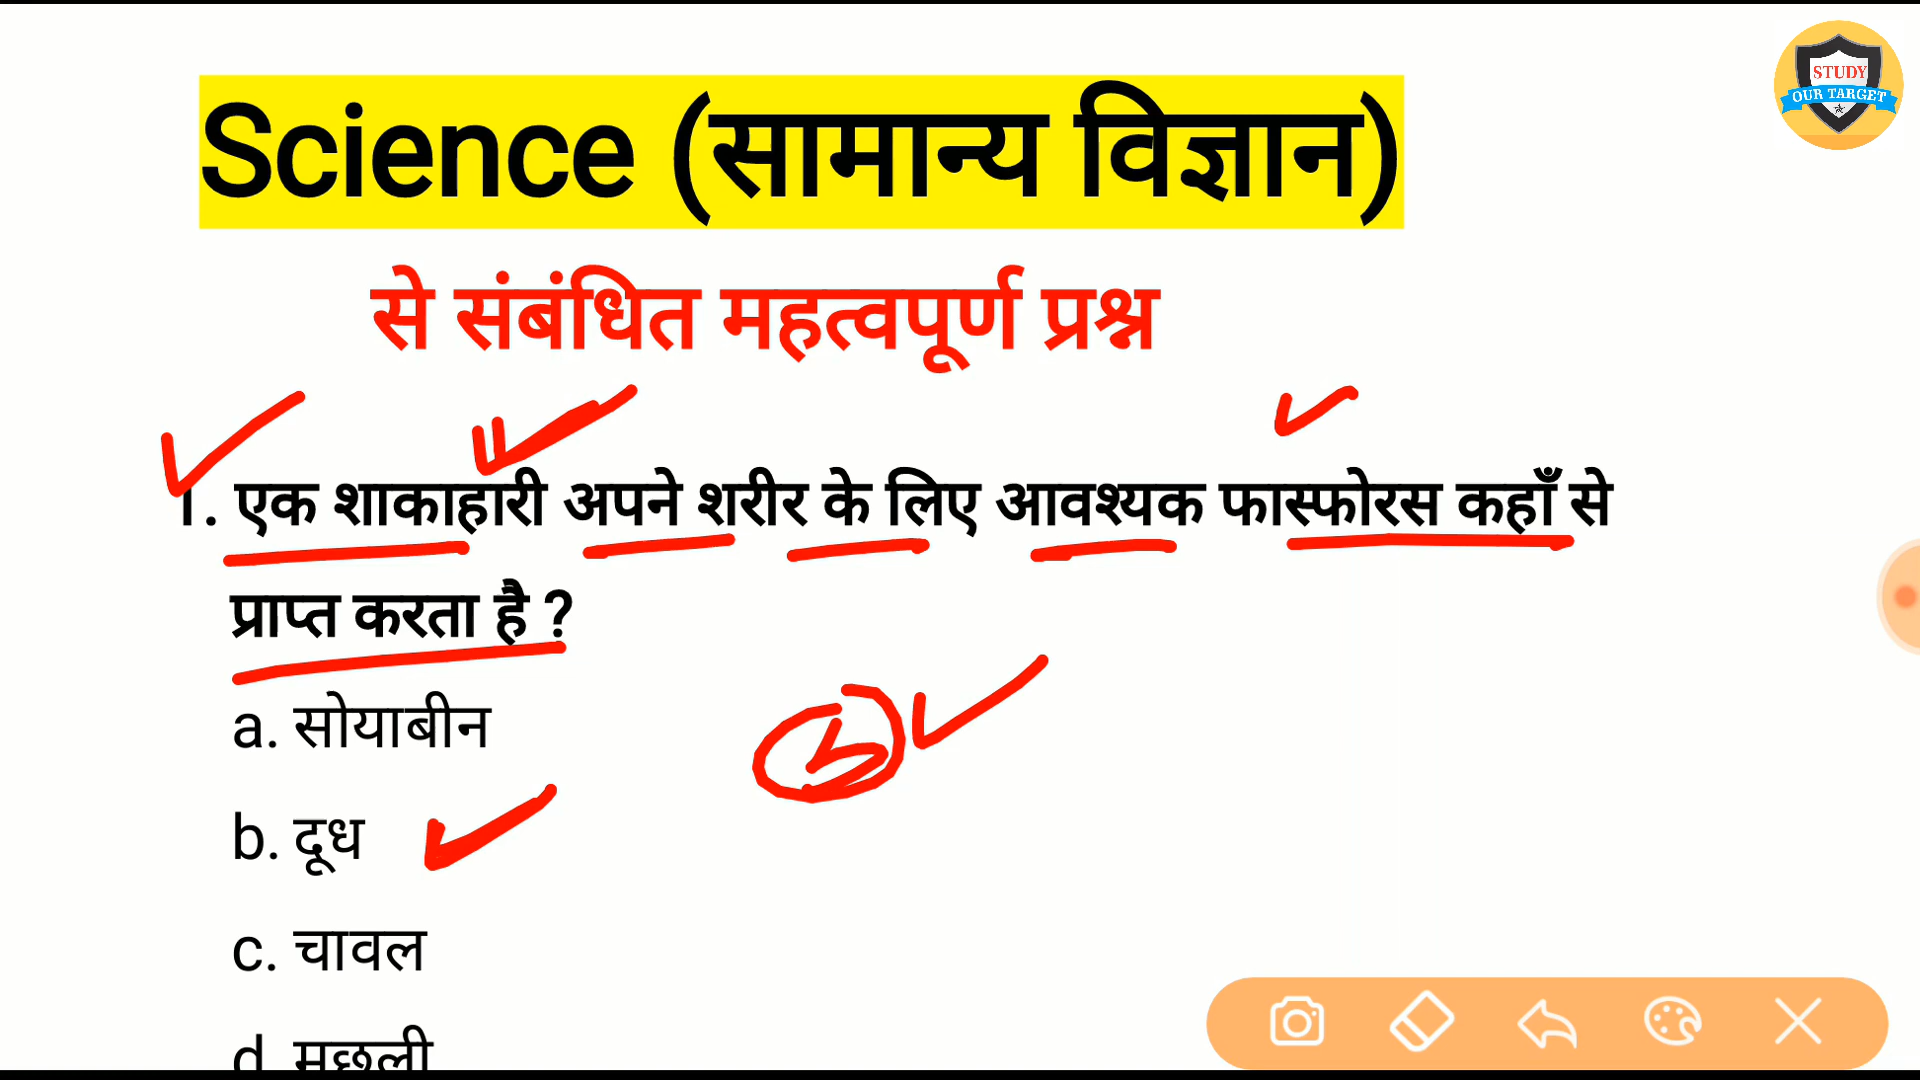 STUDY
OUR TARGET
Science (सामान्य विज्ञान)
से संबंधित महत्वपूर्ण प्रश्न
1. एक शाकाहारी अपने शरीर के लिए आवश्यक फास्फोरस कहाँ से
प्राप्त करता है ?
a. सोयाबीन
b. दूध
c. चावल
d. मछली